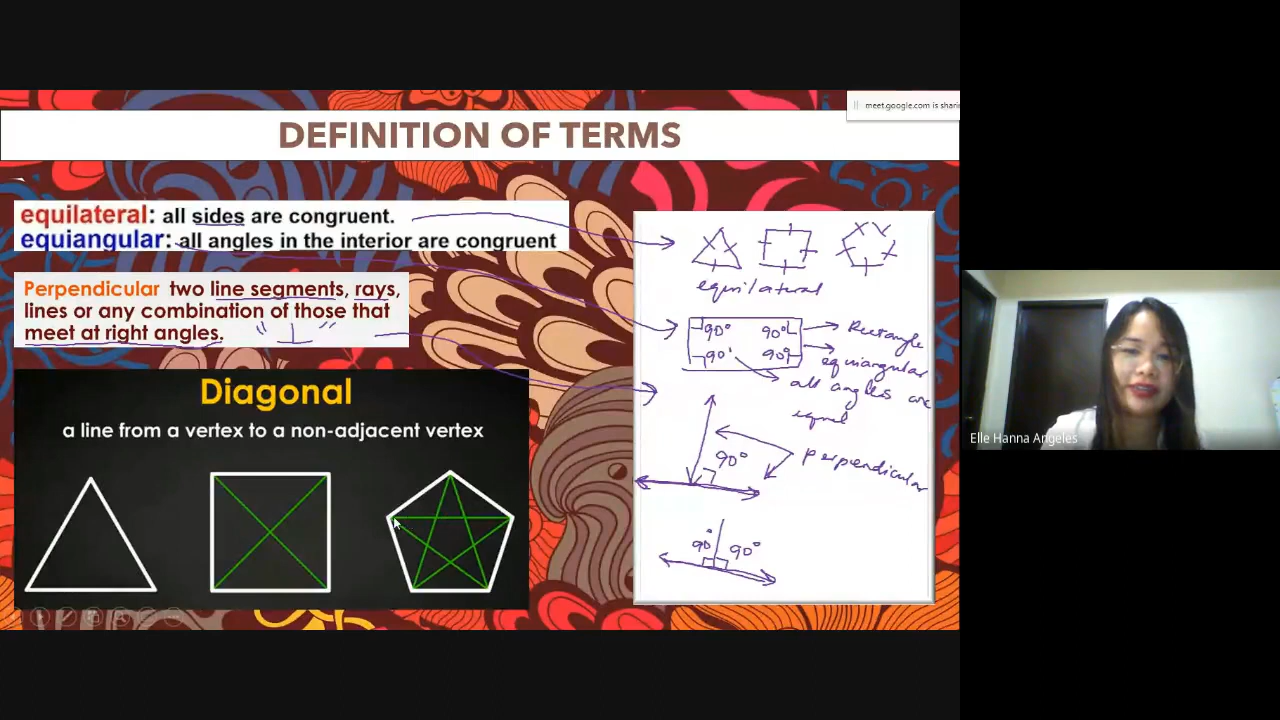 meet.google.com is sharin
DEFINITION OF TERMS
equilateral: all sides are congruent.
equiangular: all angles in the interior are congruent
Perpendicular two line segments, rays,
lines or any combination of those that
meet at right angles. "⊥"
Diagonal
a line from a vertex to a non-adjacent vertex
equilateral
90° 90°
90° 90°
Rectangle
equiangular
all angles are
equal
90°
perpendicular
90° 90°
Elle Hanna Angeles